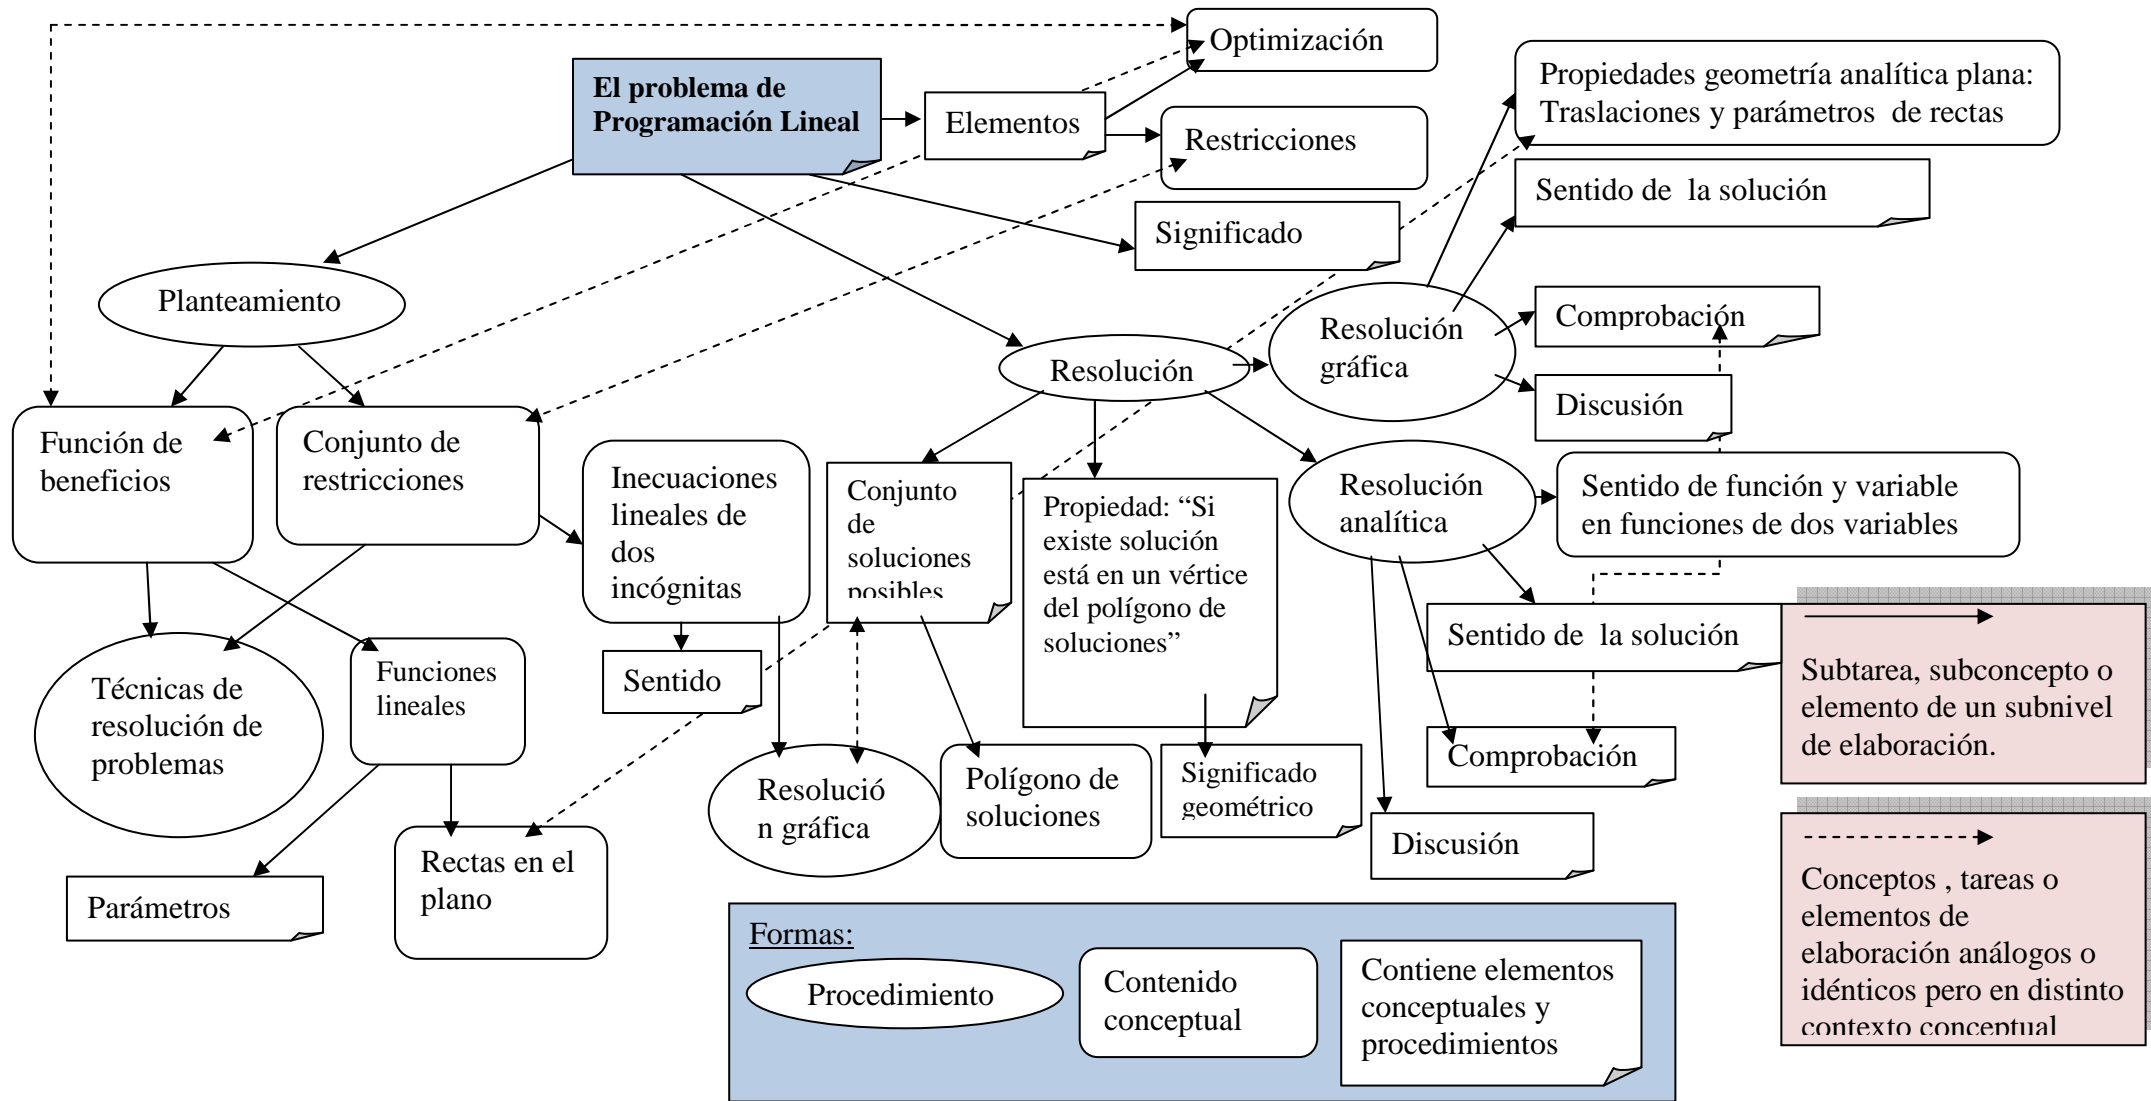 Optimización
El problema de
Programación Lineal
Elementos
Restricciones
Propiedades geometría analítica plana:
Traslaciones y parámetros de rectas
Sentido de la solución
Significado
Planteamiento
Resolución
Resolución
gráfica
Comprobación
Discusión
Función de
beneficios
Conjunto de
restricciones
Inecuaciones
lineales de
dos
incógnitas
Conjunto
de
soluciones
posibles
Propiedad: “Si
existe solución
está en un vértice
del polígono de
soluciones”
Resolución
analítica
Sentido de función y variable
en funciones de dos variables
Sentido de la solución
Técnicas de
resolución de
problemas
Funciones
lineales
Sentido
Resolució
n gráfica
Polígono de
soluciones
Significado
geométrico
Comprobación
Discusión
Parámetros
Rectas en el
plano
Subtarea, subconcepto o
elemento de un subnivel
de elaboración.
Conceptos , tareas o
elementos de
elaboración análogos o
idénticos pero en distinto
contexto conceptual
Formas:
Procedimiento
Contenido
conceptual
Contiene elementos
conceptuales y
procedimientos